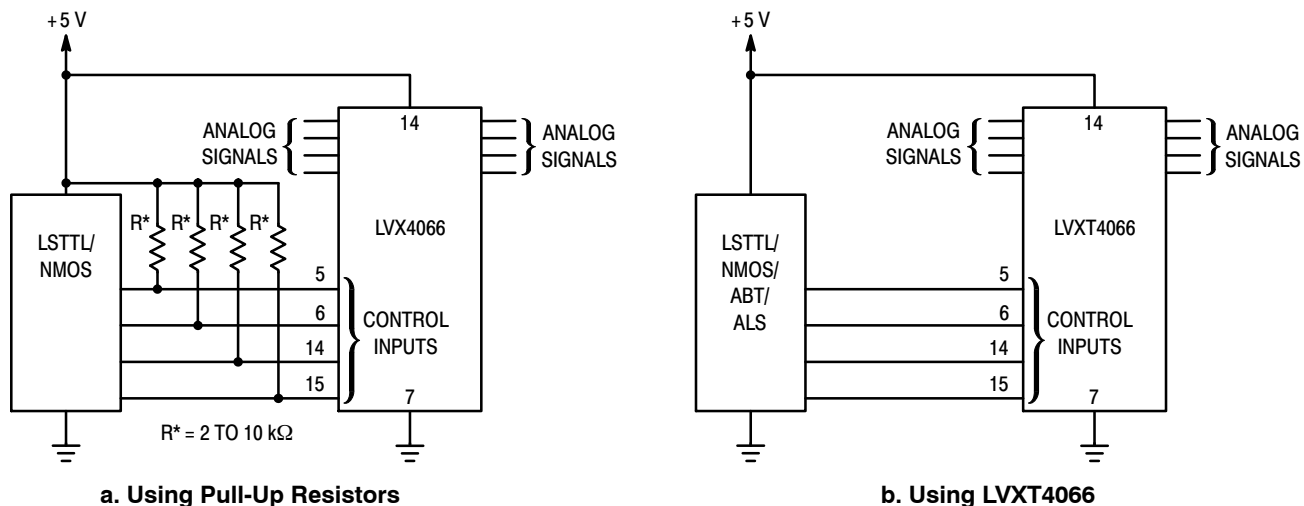 +5 V
ANALOG
SIGNALS
14
ANALOG
SIGNALS
LSTTL/
NMOS
R*
R*
R*
R*
LVX4066
5
6
14
15
CONTROL
INPUTS
7
R* = 2 TO 10 kΩ
a. Using Pull-Up Resistors
+5 V
ANALOG
SIGNALS
14
ANALOG
SIGNALS
LSTTL/
NMOS/
ABT/
ALS
LVXT4066
5
6
14
15
CONTROL
INPUTS
7
b. Using LVXT4066